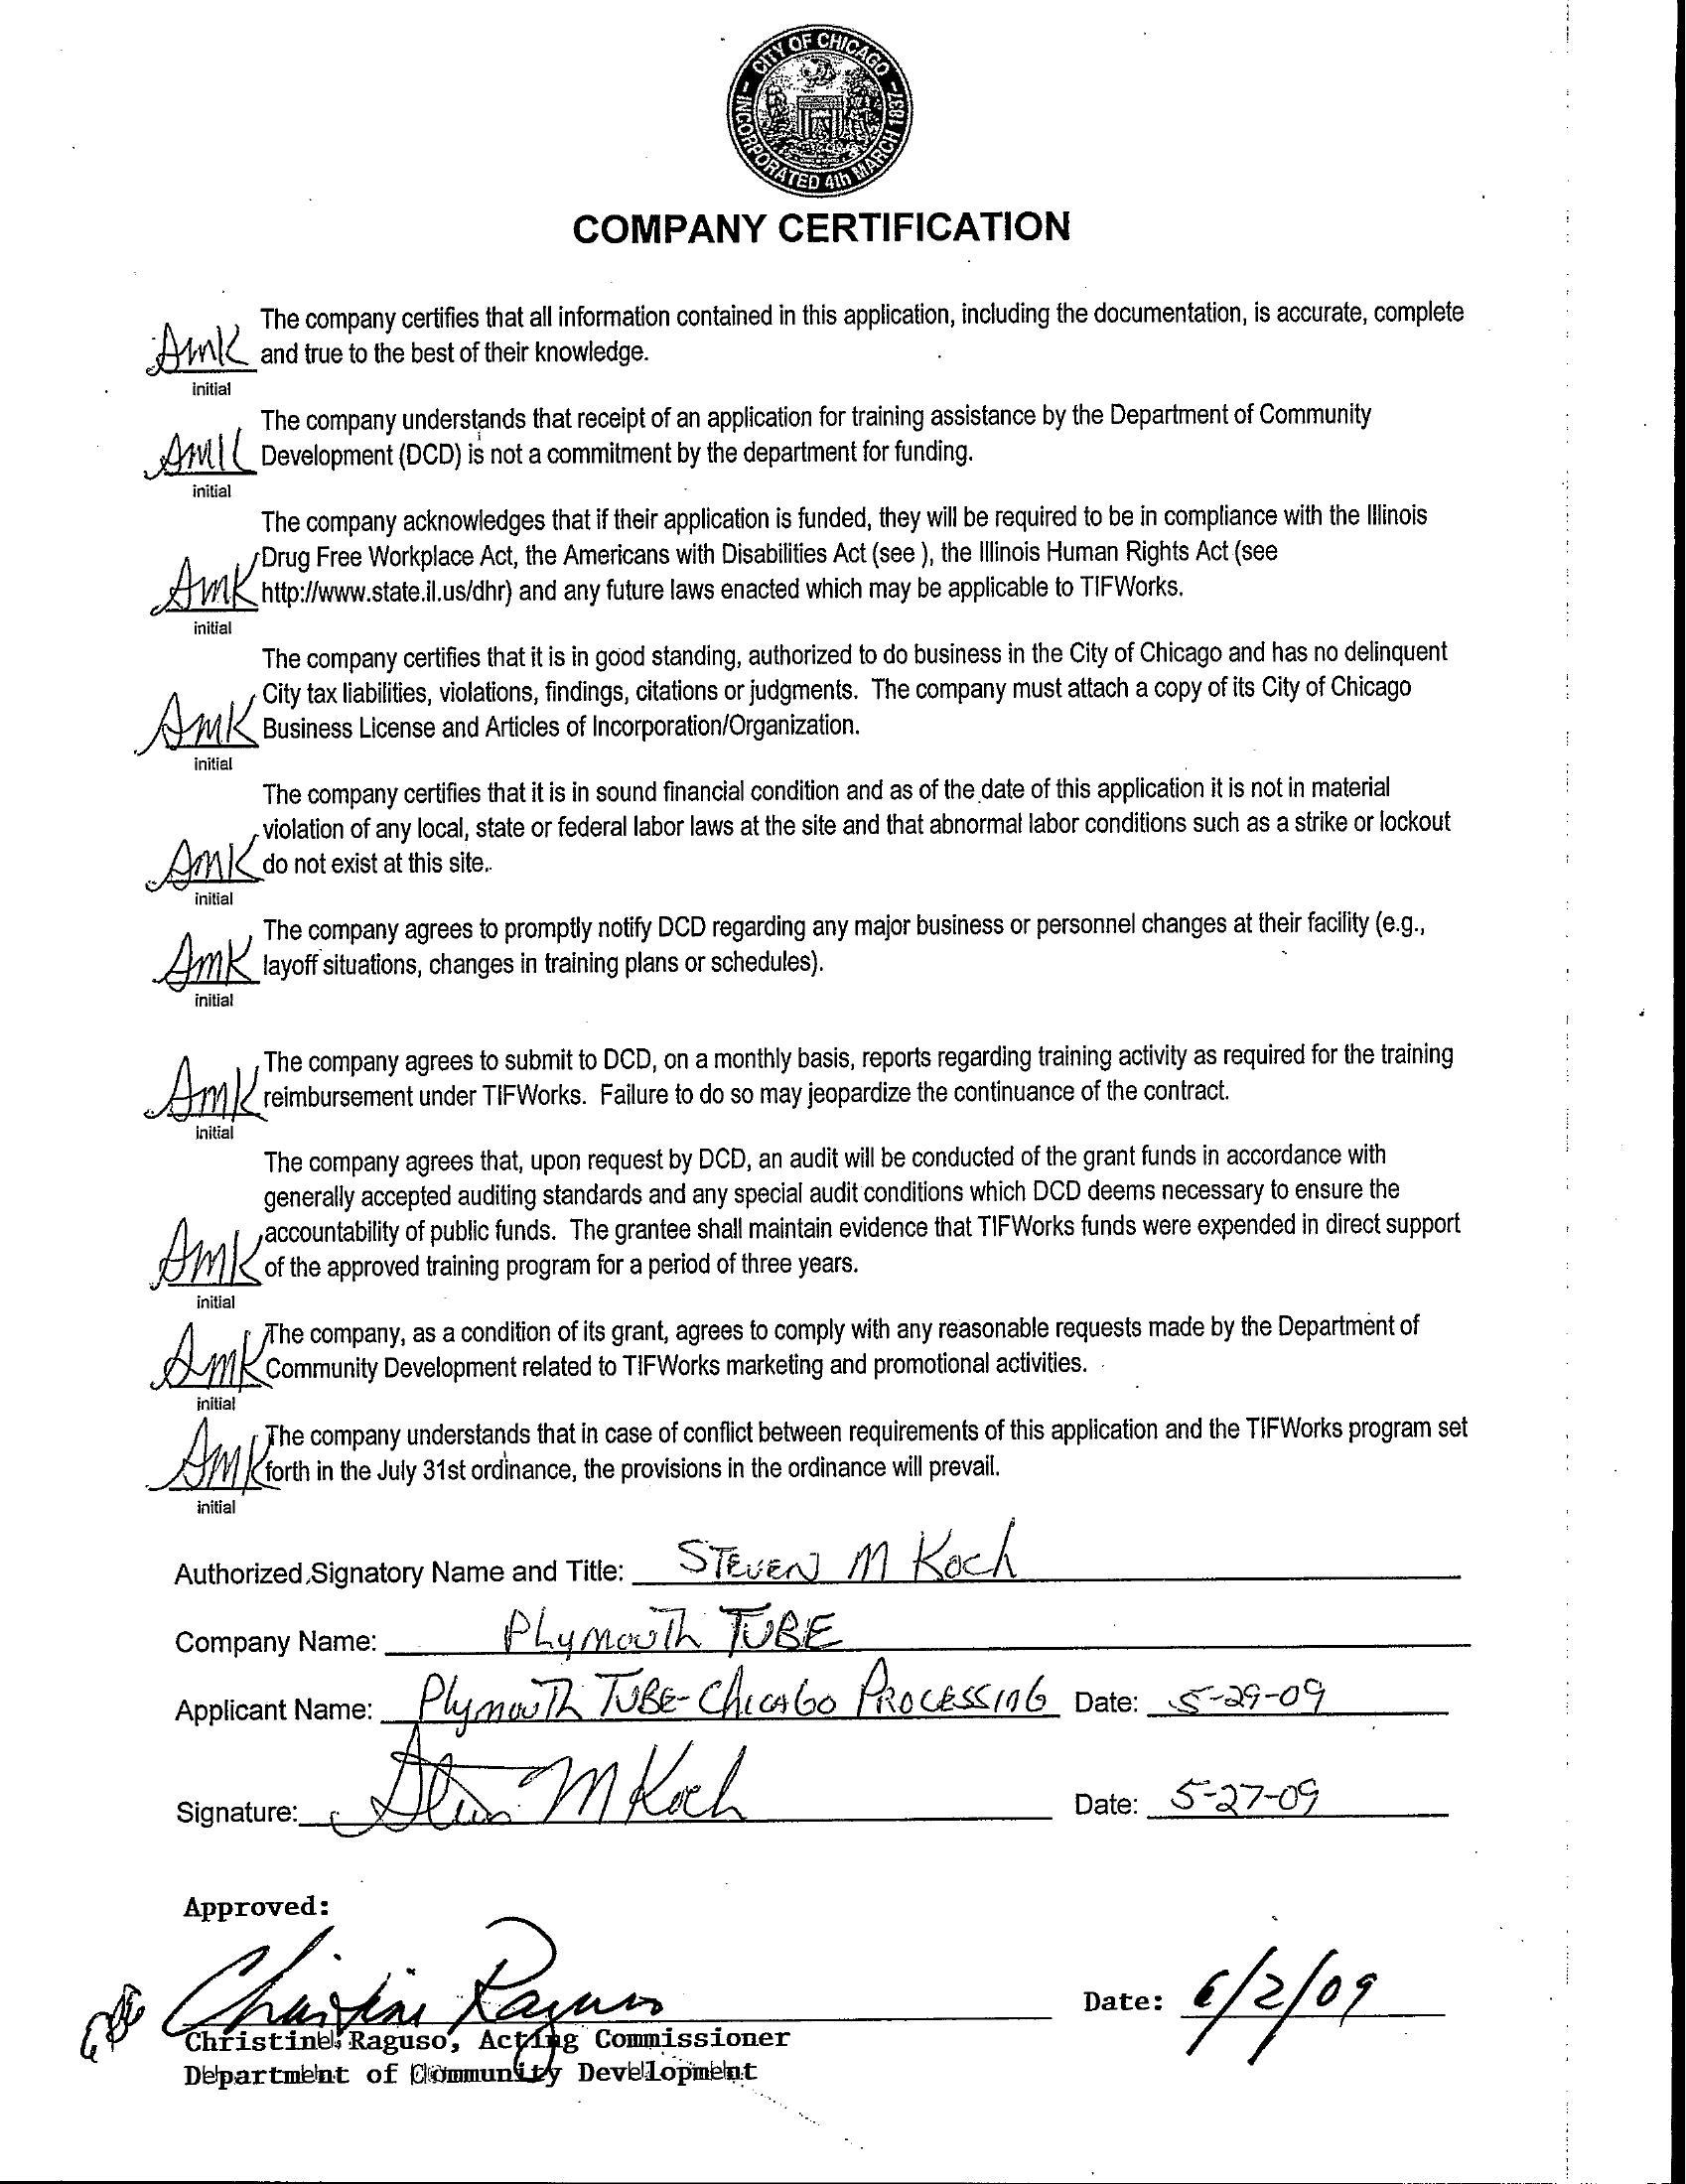 CITY OF CHICAGO
INCORPORATED 4th MARCH 1837
COMPANY CERTIFICATION
The company certifies that all information contained in this application, including the documentation, is accurate, complete
SMK and true to the best of their knowledge.
initial
The company understands that receipt of an application for training assistance by the Department of Community
SMK Development (DCD) is not a commitment by the department for funding.
initial
The company acknowledges that if their application is funded, they will be required to be in compliance with the Illinois
Drug Free Workplace Act, the Americans with Disabilities Act (see ), the Illinois Human Rights Act (see
SMK http://www.state.il.us/dhr) and any future laws enacted which may be applicable to TIFWorks.
initial
The company certifies that it is in good standing, authorized to do business in the City of Chicago and has no delinquent
City tax liabilities, violations, findings, citations or judgments. The company must attach a copy of its City of Chicago
SMK Business License and Articles of Incorporation/Organization.
initial
The company certifies that it is in sound financial condition and as of the date of this application it is not in material
violation of any local, state or federal labor laws at the site and that abnormal labor conditions such as a strike or lockout
SMK do not exist at this site..
initial
The company agrees to promptly notify DCD regarding any major business or personnel changes at their facility (e.g.,
SMK layoff situations, changes in training plans or schedules).
initial
The company agrees to submit to DCD, on a monthly basis, reports regarding training activity as required for the training
SMK reimbursement under TIFWorks. Failure to do so may jeopardize the continuance of the contract.
initial
The company agrees that, upon request by DCD, an audit will be conducted of the grant funds in accordance with
generally accepted auditing standards and any special audit conditions which DCD deems necessary to ensure the
accountability of public funds. The grantee shall maintain evidence that TIFWorks funds were expended in direct support
SMK of the approved training program for a period of three years.
initial
The company, as a condition of its grant, agrees to comply with any reasonable requests made by the Department of
SMK Community Development related to TIFWorks marketing and promotional activities.
initial
The company understands that in case of conflict between requirements of this application and the TIFWorks program set
SMK forth in the July 31st ordinance, the provisions in the ordinance will prevail.
initial
Authorized Signatory Name and Title: STEVEN M Koch
Company Name: Plymouth TUBE
Applicant Name: Plymouth TUBE-Chicago PROCESSING Date: 5-29-09
Signature: Steven M Koch Date: 5-27-09
Approved:
Christine Raguso Date: 6/2/09
Christine Raguso, Acting Commissioner
Department of Community Development